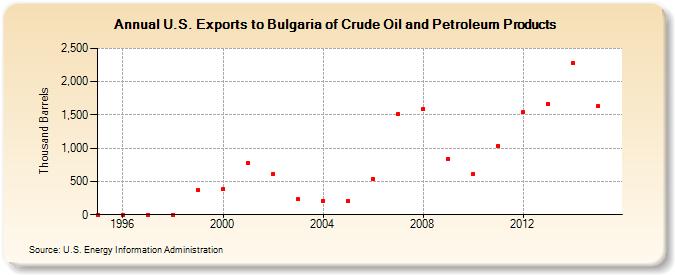 Annual U.S. Exports to Bulgaria of Crude Oil and Petroleum Products
Thousand Barrels
2,500
2,000
1,500
1,000
500
0
1996 2000 2004 2008 2012
Source: U.S. Energy Information Administration